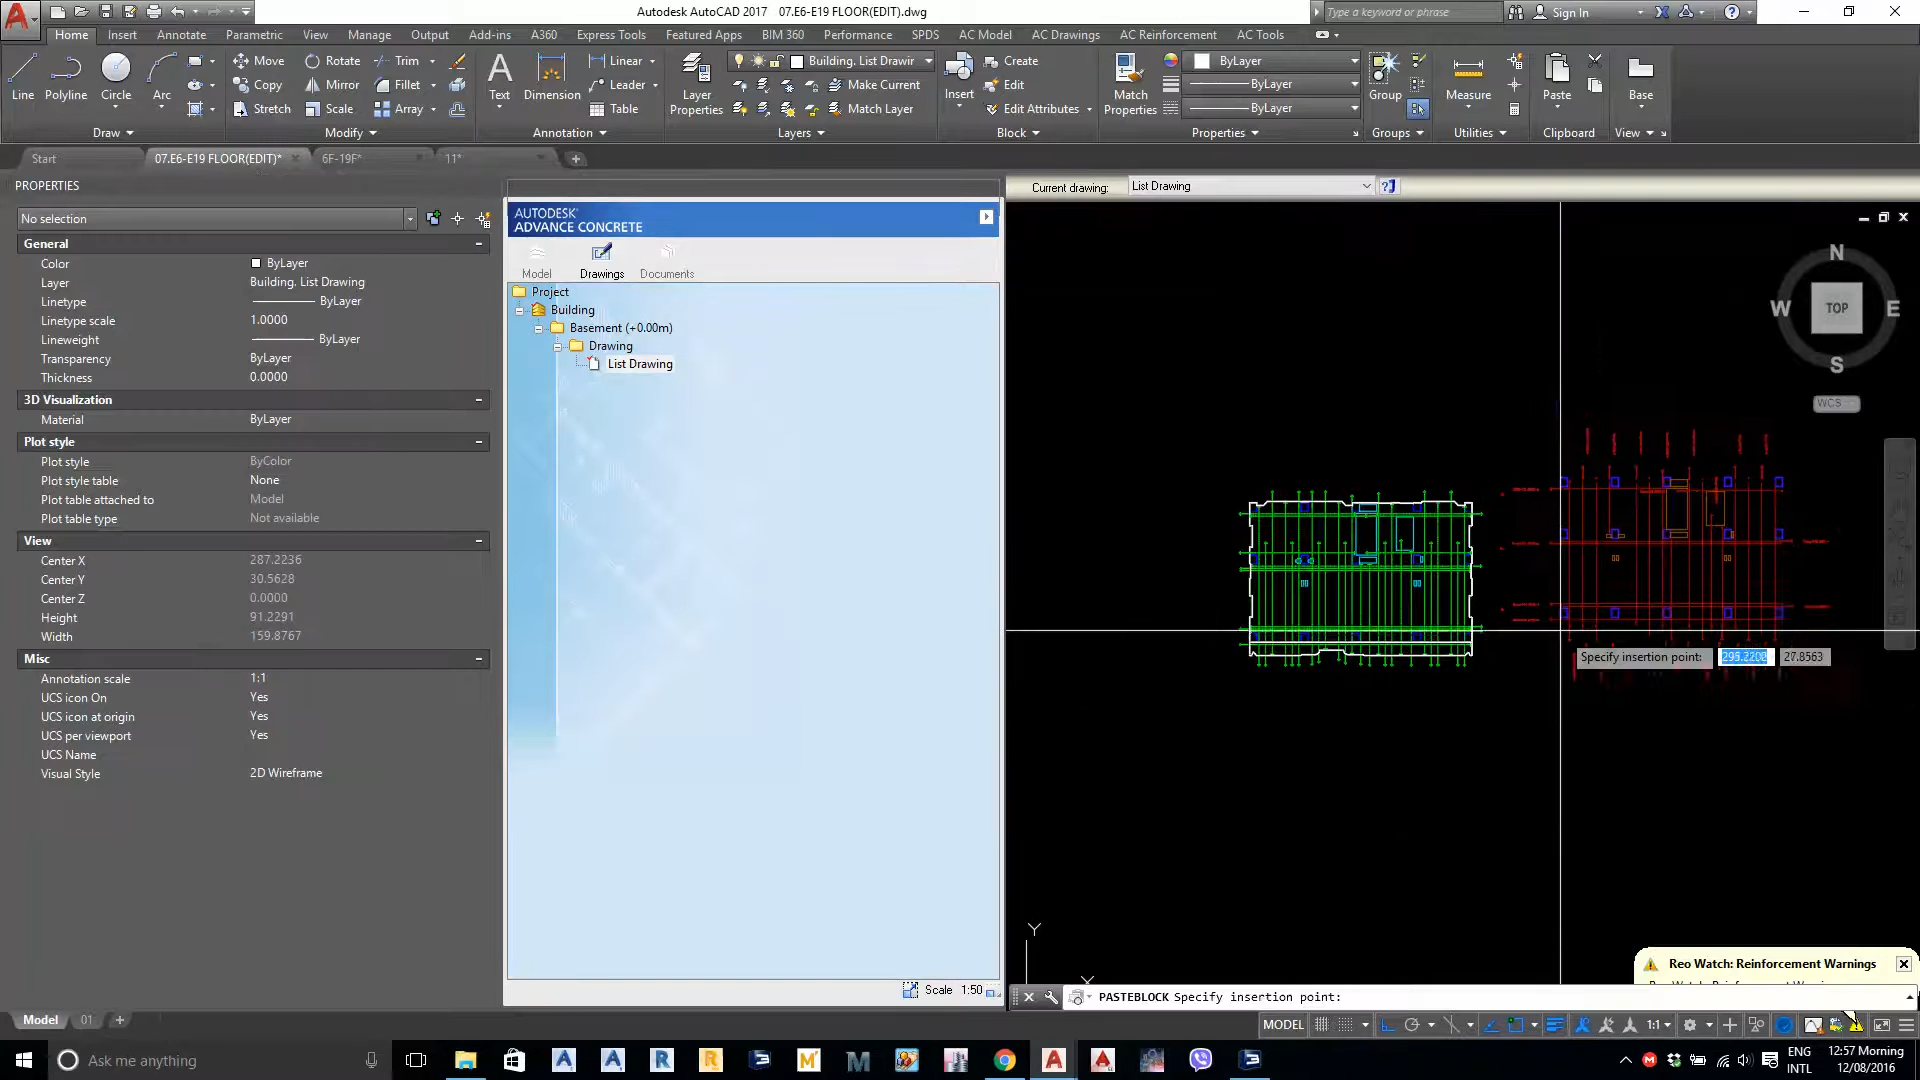 Autodesk AutoCAD 2017 07.E6-E19 FLOOR(EDIT).dwg
Type a keyword or phrase
Sign In
Home Insert Annotate Parametric View Manage Output Add-ins A360 Express Tools Featured Apps BIM 360 Performance SPDS AC Model AC Drawings AC Reinforcement AC Tools
Move Rotate Trim Linear Building. List Drawir Create ByLayer
Copy Mirror Fillet Leader Make Current Edit ByLayer
Line Polyline Circle Arc Text Dimension Layer Properties Insert Match Properties Group Measure Paste Base
Stretch Scale Array Table Match Layer Edit Attributes ByLayer
Draw Modify Annotation Layers Block Properties Groups Utilities Clipboard View
Start 07.E6-E19 FLOOR(EDIT)* 6F-19F* 11*
PROPERTIES
No selection
General
Color ByLayer
Layer Building. List Drawing
Linetype ByLayer
Linetype scale 1.0000
Lineweight ByLayer
Transparency ByLayer
Thickness 0.0000
3D Visualization
Material ByLayer
Plot style
Plot style ByColor
Plot style table None
Plot table attached to Model
Plot table type Not available
View
Center X 287.2236
Center Y 30.5628
Center Z 0.0000
Height 91.2291
Width 159.8767
Misc
Annotation scale 1:1
UCS icon On Yes
UCS icon at origin Yes
UCS per viewport Yes
UCS Name
Visual Style 2D Wireframe
AUTODESK
ADVANCE CONCRETE
Model Drawings Documents
Project
Building
Basement (+0.00m)
Drawing
List Drawing
Scale 1:50
Current drawing: List Drawing
N
W TOP E
S
WCS
Specify insertion point: 27.8563
Y
X
Reo Watch: Reinforcement Warnings
PASTEBLOCK Specify insertion point:
Model 01
MODEL 1:1
Ask me anything
ENG
INTL
12:57 Morning
12/08/2016